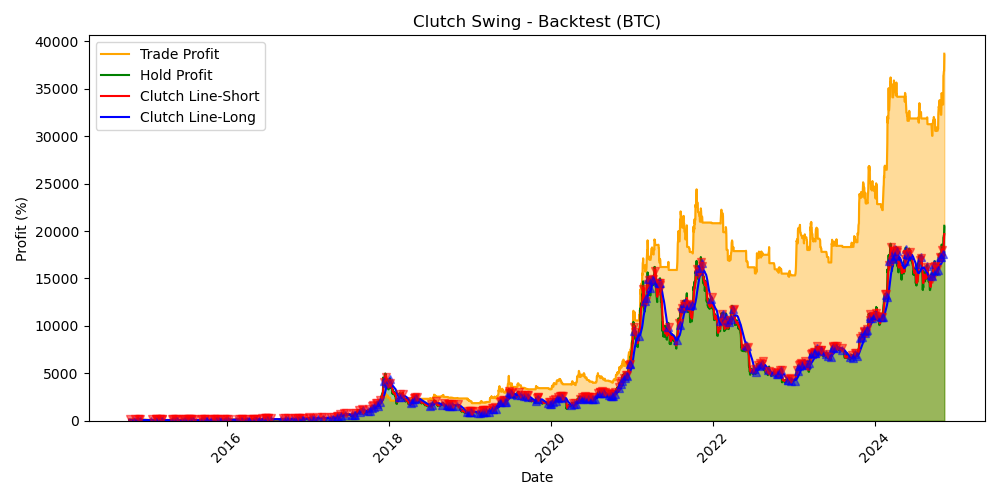 Clutch Swing - Backtest (BTC)
Trade Profit
Hold Profit
Clutch Line-Short
Clutch Line-Long
Profit (%)
40000
35000
30000
25000
20000
15000
10000
5000
0
2016
2018
2020
2022
2024
Date